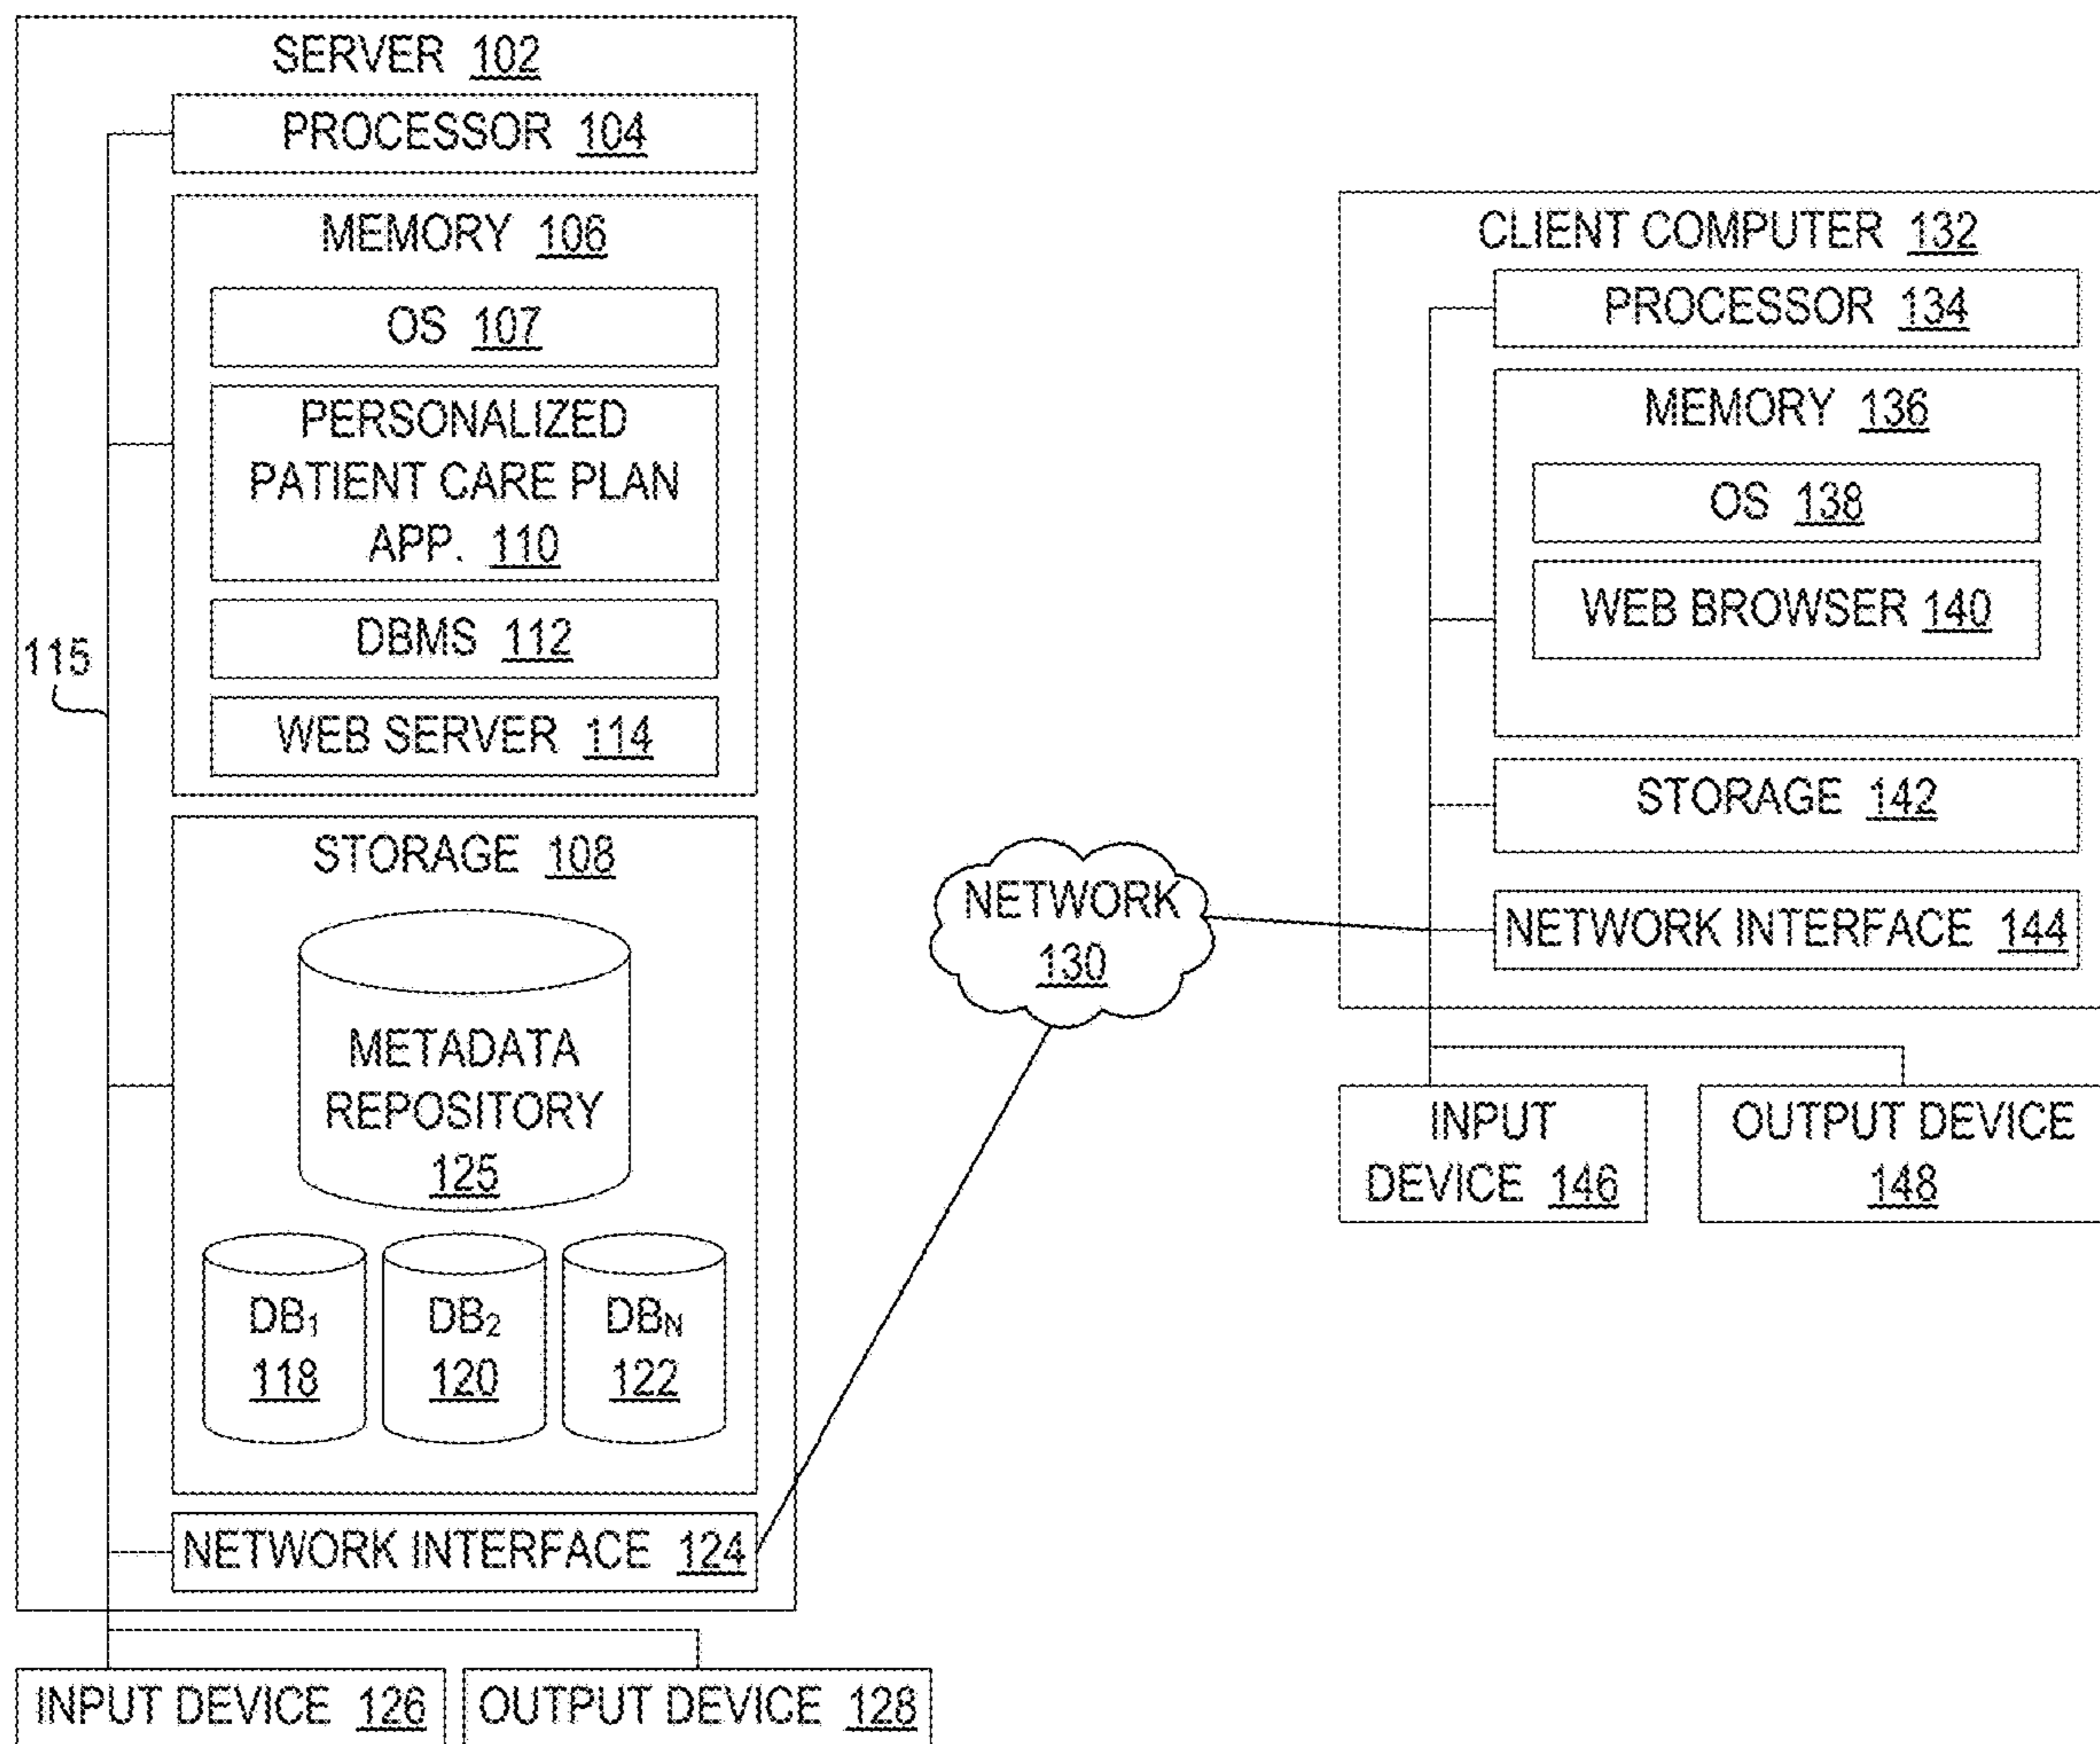 SERVER 102
PROCESSOR 104
MEMORY 106
OS 107
PERSONALIZED
PATIENT CARE PLAN
APP. 110
DBMS 112
WEB SERVER 114
115
STORAGE 108
METADATA
REPOSITORY
125
DB₁
118
DB₂
120
DB_N
122
NETWORK INTERFACE 124
INPUT DEVICE 126
OUTPUT DEVICE 128
NETWORK
130
CLIENT COMPUTER 132
PROCESSOR 134
MEMORY 136
OS 138
WEB BROWSER 140
STORAGE 142
NETWORK INTERFACE 144
INPUT
DEVICE 146
OUTPUT DEVICE
148